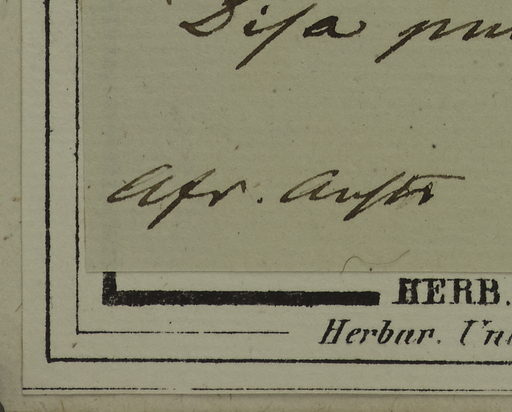 Disa
Afr. Austr
HERB.
Herbar.